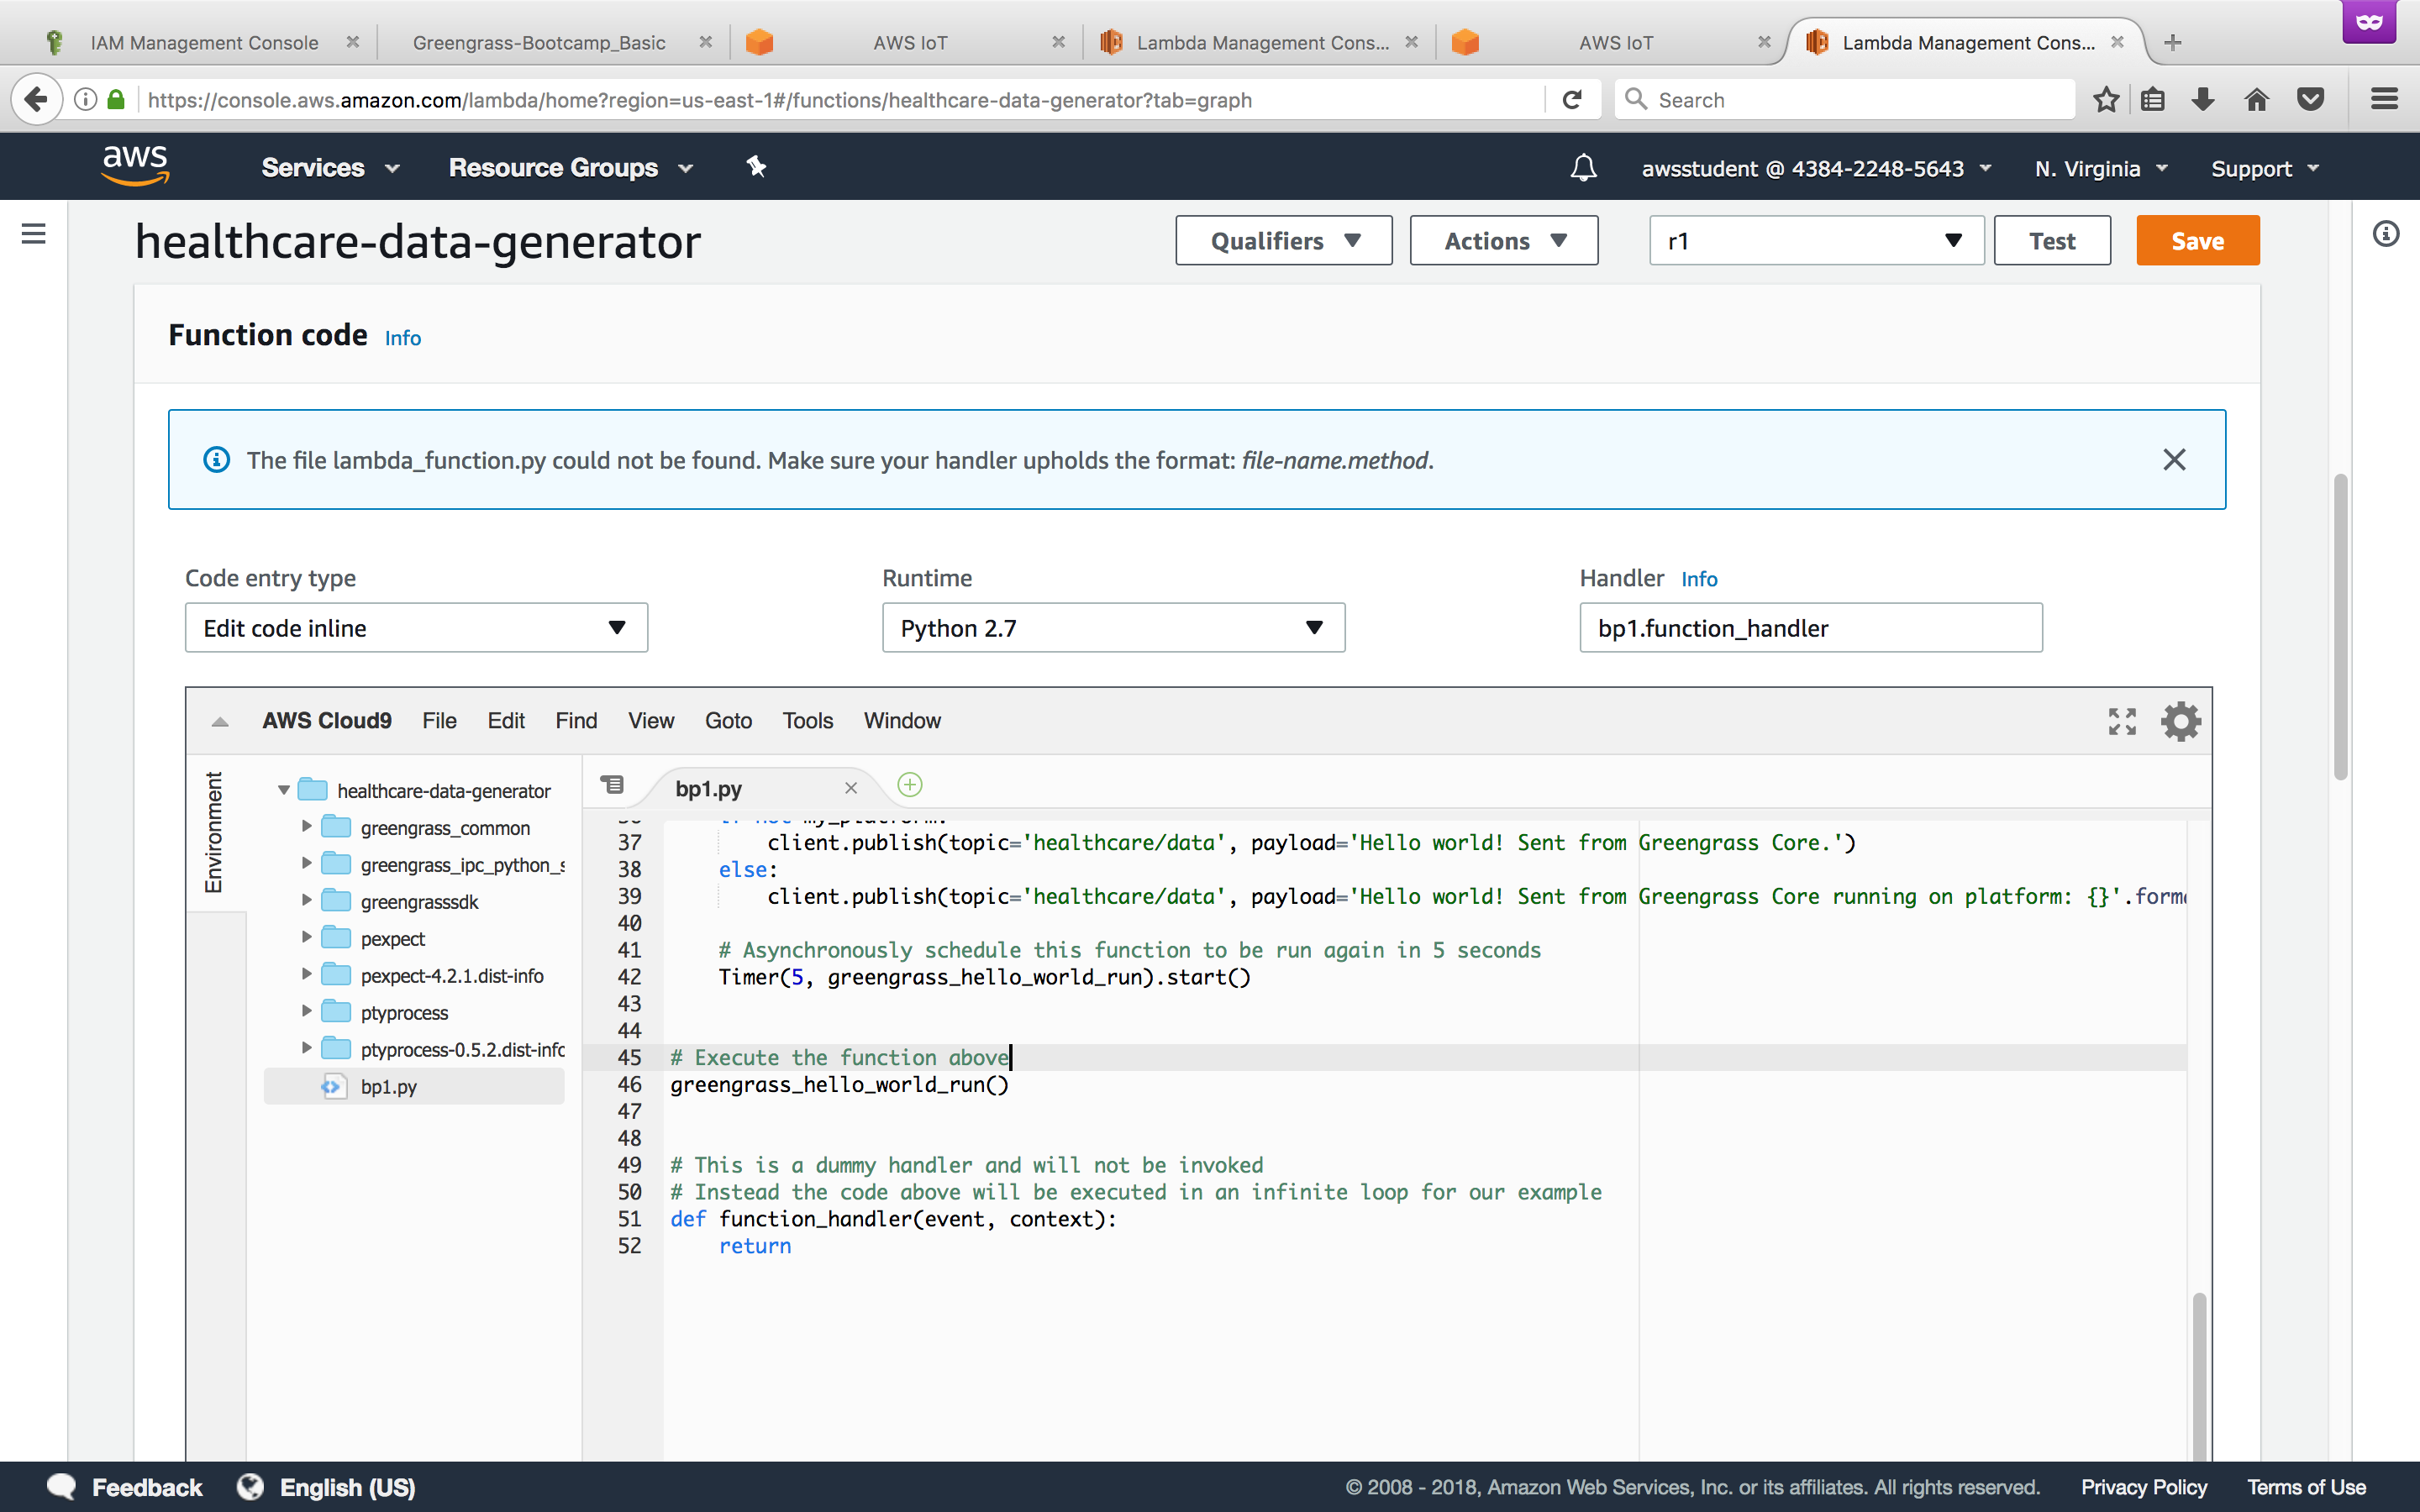 IAM Management Console
Greengrass-Bootcamp_Basic
AWS IoT
Lambda Management Cons...
AWS IoT
Lambda Management Cons...
https://console.aws.amazon.com/lambda/home?region=us-east-1#/functions/healthcare-data-generator?tab=graph
Search
aws
Services
Resource Groups
awsstudent @ 4384-2248-5643
N. Virginia
Support
healthcare-data-generator
Qualifiers
Actions
r1
Test
Save
Function code Info
The file lambda_function.py could not be found. Make sure your handler upholds the format: file-name.method.
Code entry type
Runtime
Handler Info
Edit code inline
Python 2.7
bp1.function_handler
AWS Cloud9 File Edit Find View Goto Tools Window
Environment
healthcare-data-generator
greengrass_common
greengrass_ipc_python_s
greengrasssdk
pexpect
pexpect-4.2.1.dist-info
ptyprocess
ptyprocess-0.5.2.dist-info
bp1.py
bp1.py
36 if not my_platform:
37 client.publish(topic='healthcare/data', payload='Hello world! Sent from Greengrass Core.')
38 else:
39 client.publish(topic='healthcare/data', payload='Hello world! Sent from Greengrass Core running on platform: {}'.form
40
41 # Asynchronously schedule this function to be run again in 5 seconds
42 Timer(5, greengrass_hello_world_run).start()
43
44
45 # Execute the function above
46 greengrass_hello_world_run()
47
48
49 # This is a dummy handler and will not be invoked
50 # Instead the code above will be executed in an infinite loop for our example
51 def function_handler(event, context):
52 return
Feedback
English (US)
© 2008 - 2018, Amazon Web Services, Inc. or its affiliates. All rights reserved.
Privacy Policy
Terms of Use